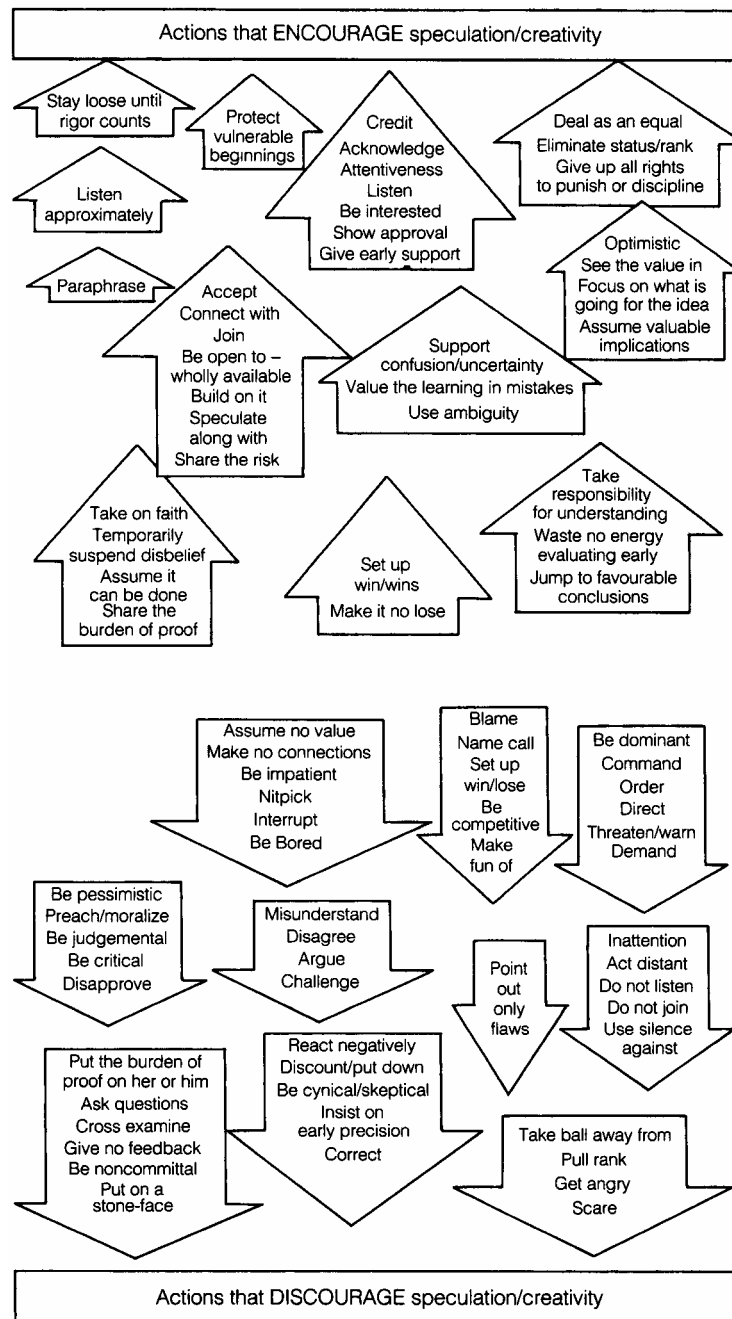 Actions that ENCOURAGE speculation/creativity
Stay loose until
rigor counts
Protect
vulnerable
beginnings
Credit
Acknowledge
Attentiveness
Listen
Be interested
Show approval
Give early support
Deal as an equal
Eliminate status/rank
Give up all rights
to punish or discipline
Listen
approximately
Paraphrase
Accept
Connect with
Join
Be open to –
wholly available
Build on it
Speculate
along with
Share the risk
Support
confusion/uncertainty
Value the learning in mistakes
Use ambiguity
Optimistic
See the value in
Focus on what is
going for the idea
Assume valuable
implications
Take on faith
Temporarily
suspend disbelief
Assume it
can be done
Share the
burden of proof
Set up
win/wins
Make it no lose
Take
responsibility
for understanding
Waste no energy
evaluating early
Jump to favourable
conclusions
Assume no value
Make no connections
Be impatient
Nitpick
Interrupt
Be Bored
Blame
Name call
Set up
win/lose
Be
competitive
Make
fun of
Be dominant
Command
Order
Direct
Threaten/warn
Demand
Be pessimistic
Preach/moralize
Be judgemental
Be critical
Disapprove
Misunderstand
Disagree
Argue
Challenge
Point
out
only
flaws
Inattention
Act distant
Do not listen
Do not join
Use silence
against
Put the burden of
proof on her or him
Ask questions
Cross examine
Give no feedback
Be noncommittal
Put on a
stone-face
React negatively
Discount/put down
Be cynical/skeptical
Insist on
early precision
Correct
Take ball away from
Pull rank
Get angry
Scare
Actions that DISCOURAGE speculation/creativity